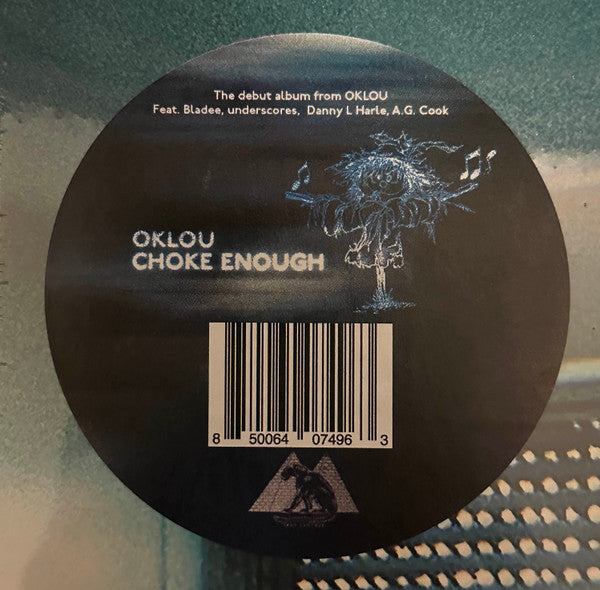 The debut album from OKLOU
Feat. Bladee, underscores, Danny L Harle, A.G. Cook
OKLOU
CHOKE ENOUGH
8 50064 07496 3